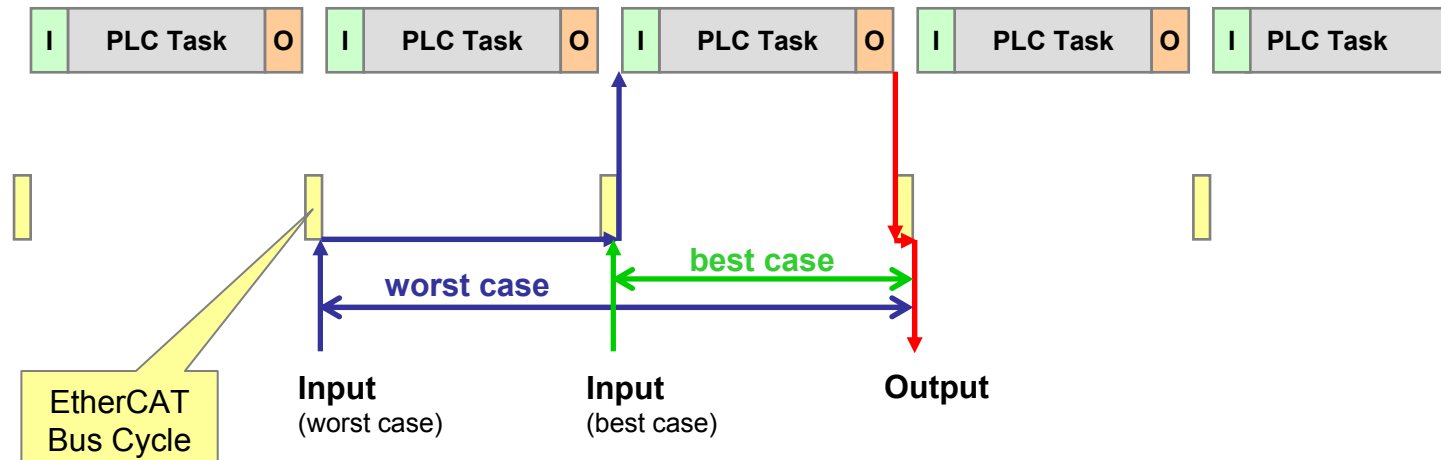 I PLC Task O I PLC Task O I PLC Task O I PLC Task O I PLC Task
best case
worst case
EtherCAT
Bus Cycle
Input
(worst case)
Input
(best case)
Output